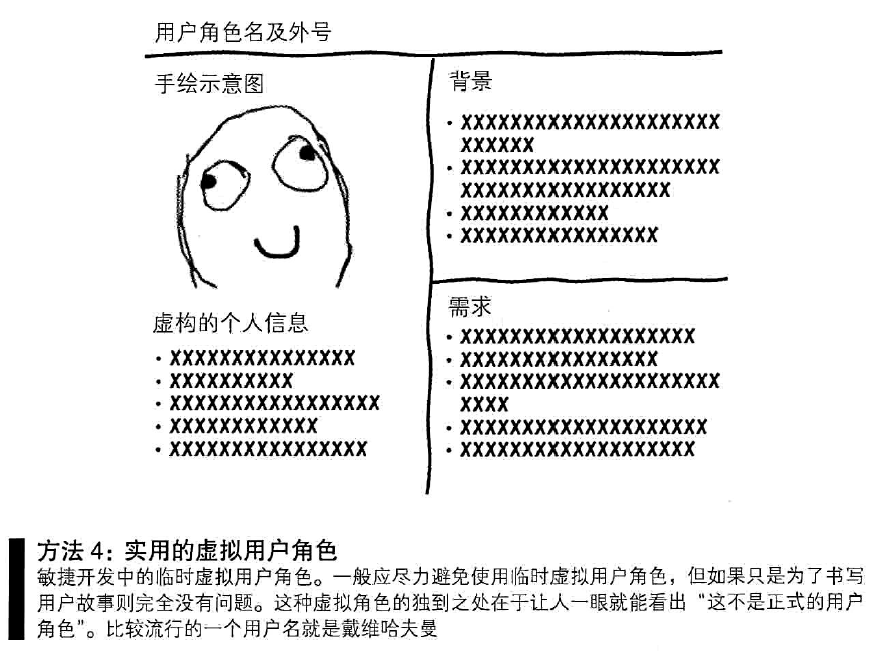 用户角色名及外号
手绘示意图
虚构的个人信息
• XXXXXXXXXXXXXXX
• XXXXXXXXXX
• XXXXXXXXXXXXXXXXX
• XXXXXXXXXXXX
• XXXXXXXXXXXXXXXX
背景
• XXXXXXXXXXXXXXXXXXXXX
XXXXXX
• XXXXXXXXXXXXXXXXXXXXX
XXXXXXXXXXXXXXXXX
• XXXXXXXXXXXX
• XXXXXXXXXXXXXXXX
需求
• XXXXXXXXXXXXXXXXXXX
• XXXXXXXXXXXXXXXX
• XXXXXXXXXXXXXXXXXXXXX
XXXX
• XXXXXXXXXXXXXXXXXXXX
• XXXXXXXXXXXXXXXXXXX
方法 4：实用的虚拟用户角色
敏捷开发中的临时虚拟用户角色。一般应尽力避免使用临时虚拟用户角色，但如果只是为了书写
用户故事则完全没有问题。这种虚拟角色的独到之处在于让人一眼就能看出“这不是正式的用户
角色”。比较流行的一个用户名就是戴维哈夫曼